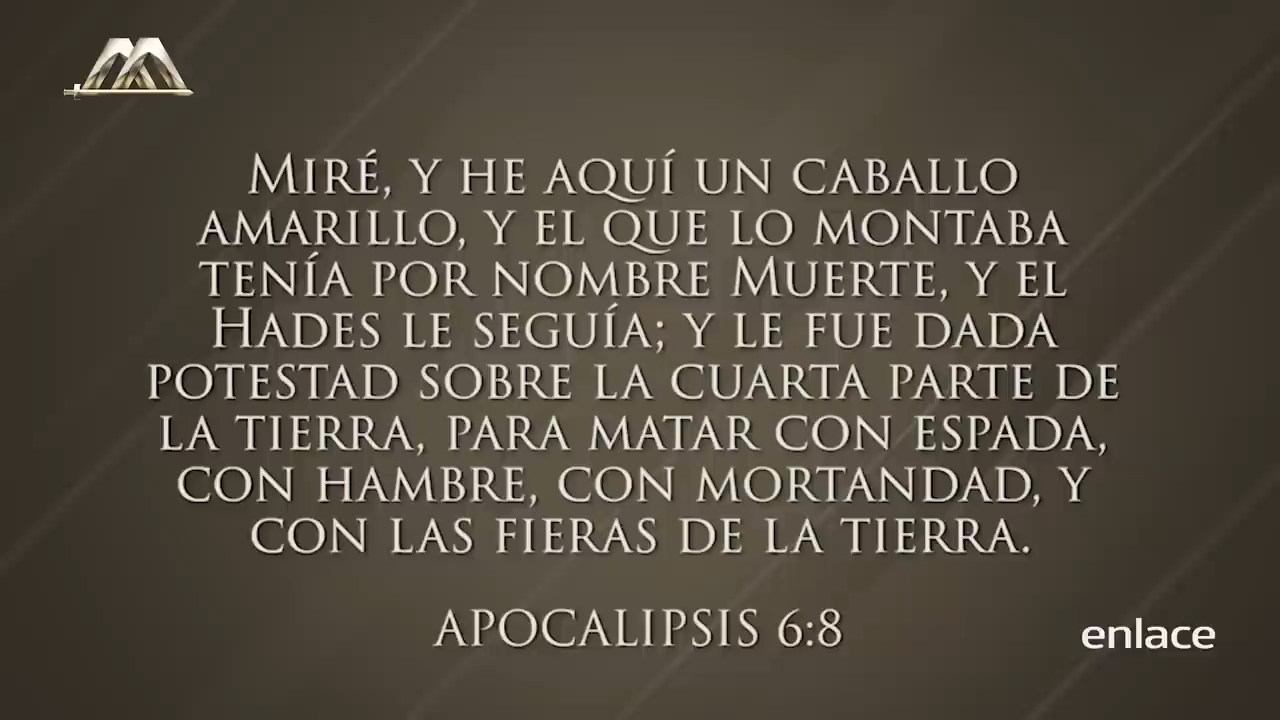 Miré, y he aquí un caballo
amarillo, y el que lo montaba
tenía por nombre Muerte, y el
Hades le seguía; y le fue dada
potestad sobre la cuarta parte de
la tierra, para matar con espada,
con hambre, con mortandad, y
con las fieras de la tierra.
APOCALIPSIS 6:8
enlace